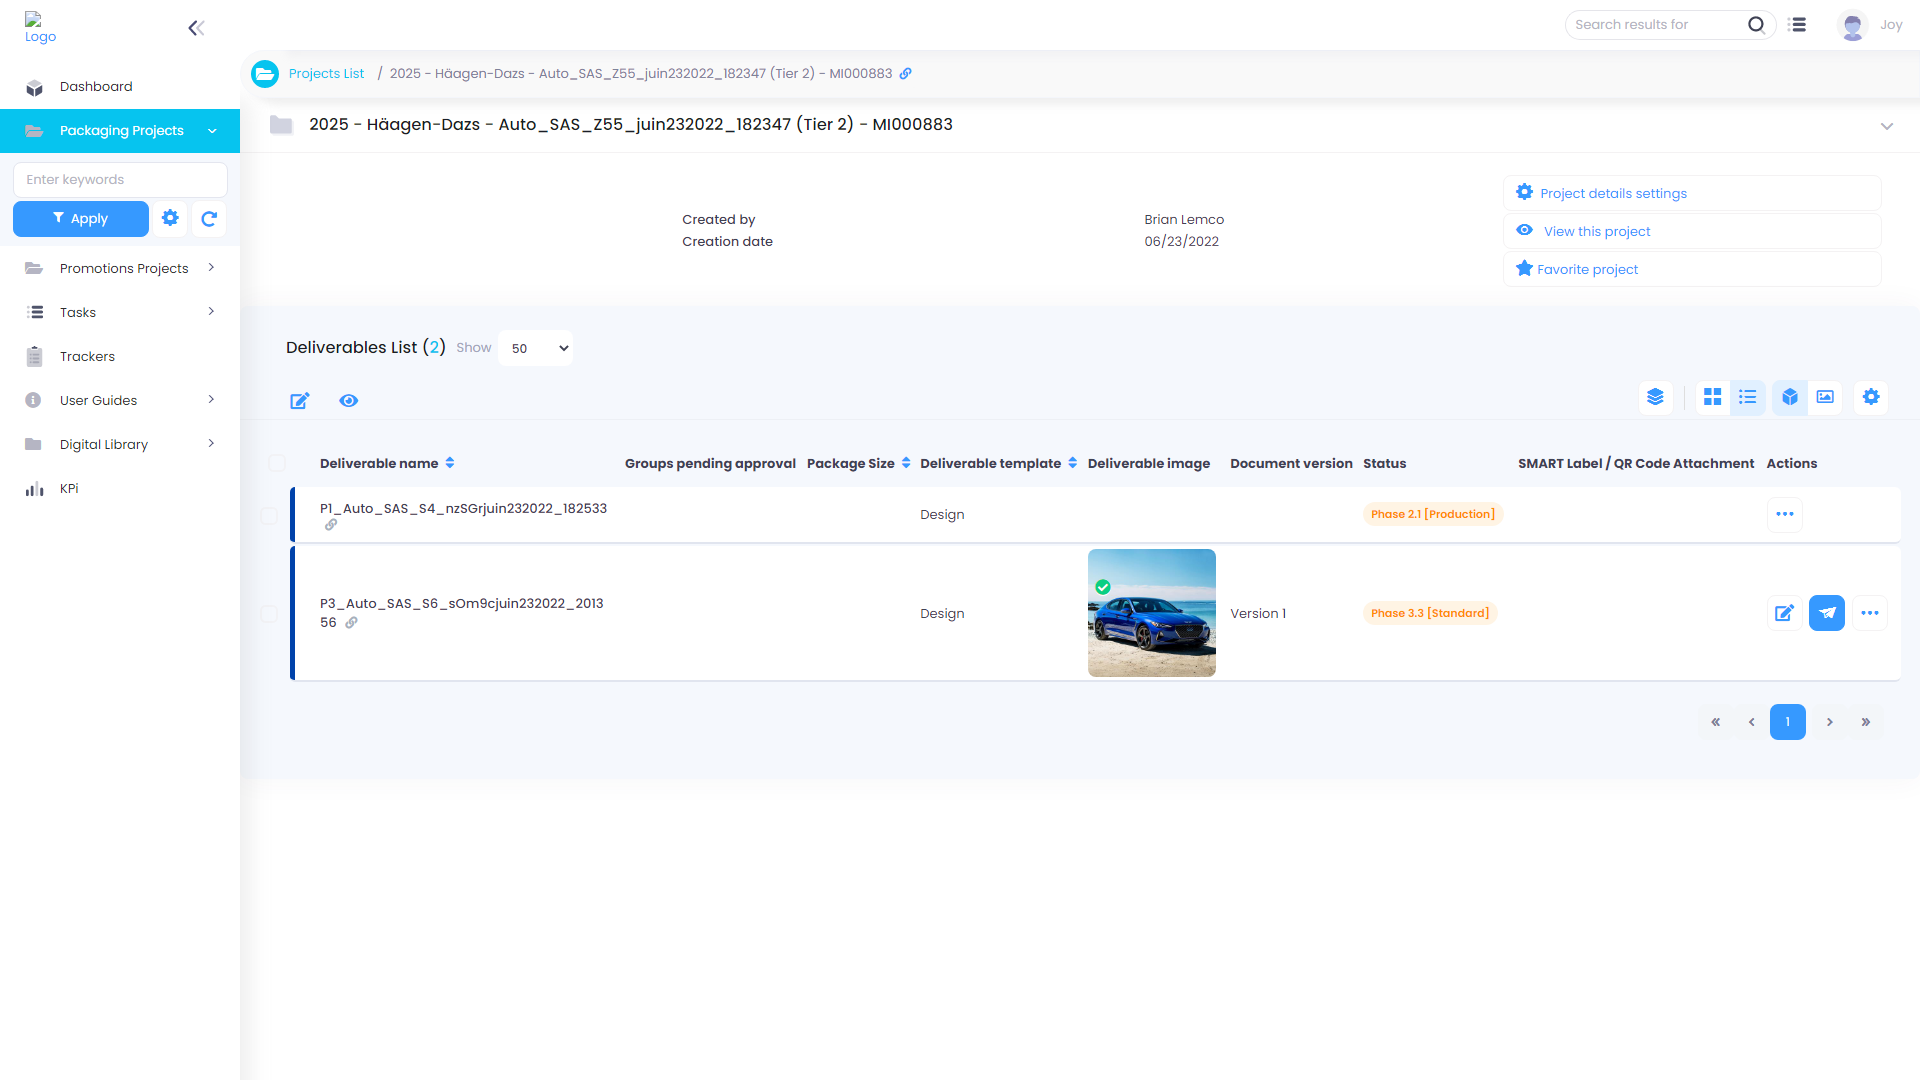 Logo
Search results for
Joy
Dashboard
Packaging Projects
Enter keywords
Apply
Promotions Projects
Tasks
Trackers
User Guides
Digital Library
KPi
Projects List / 2025 - Häagen-Dazs - Auto_SAS_Z55_juin232022_182347 (Tier 2) - MI000883
2025 - Häagen-Dazs - Auto_SAS_Z55_juin232022_182347 (Tier 2) - MI000883
Created by Brian Lemco
Creation date 06/23/2022
Project details settings
View this project
Favorite project
Deliverables List (2) Show 50
Deliverable name Groups pending approval Package Size Deliverable template Deliverable image Document version Status SMART Label / QR Code Attachment Actions
P1_Auto_SAS_S4_nzSGrjuin232022_182533 Design Phase 2.1 [Production]
P3_Auto_SAS_S6_sOm9cjuin232022_2013
56 Design Version 1 Phase 3.3 [Standard]
« ‹ 1 › »